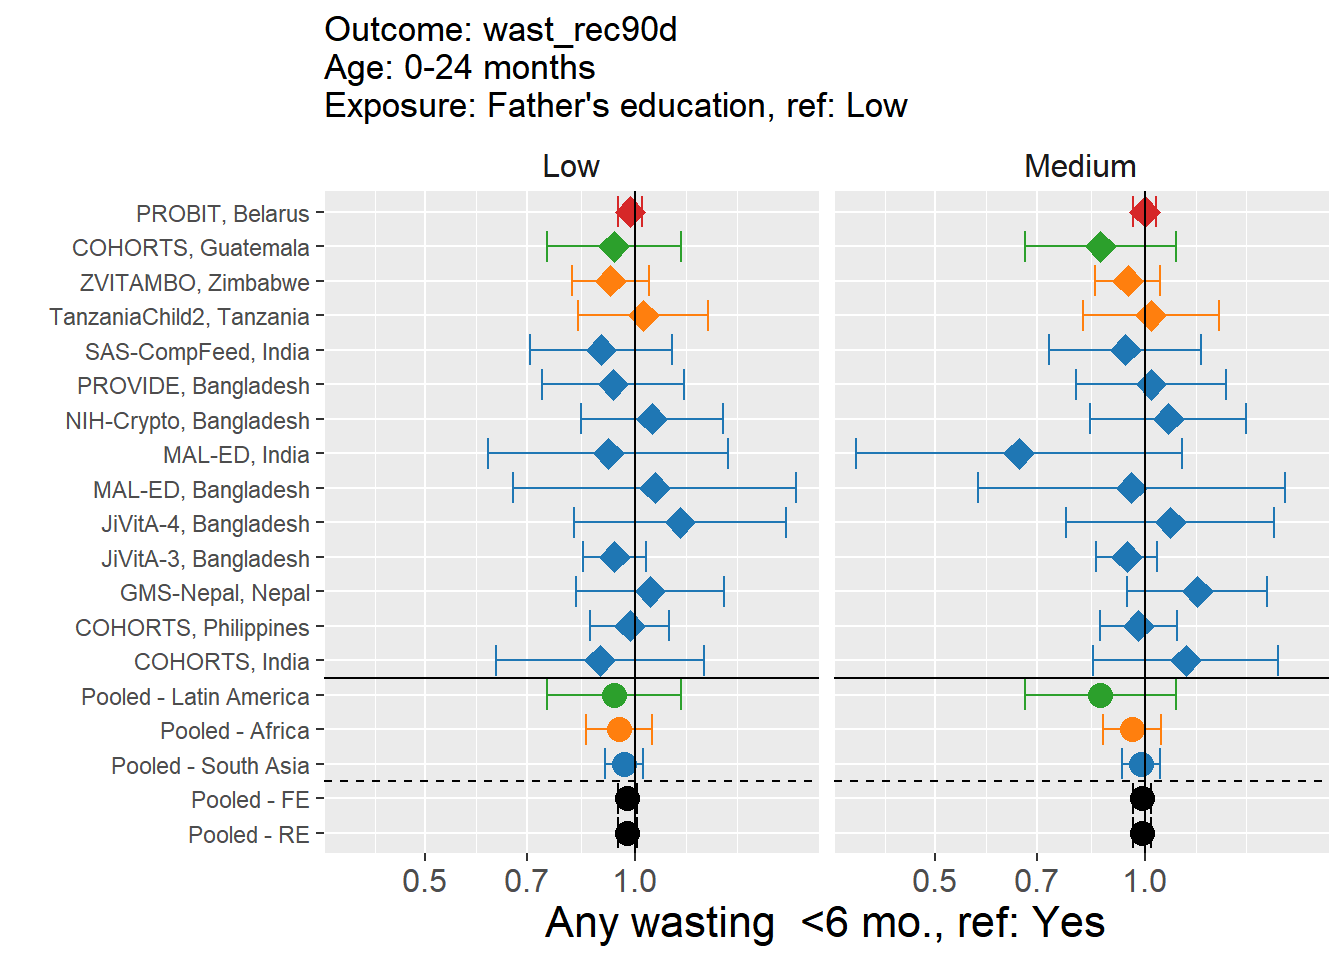 Outcome: wast_rec90d
Age: 0-24 months
Exposure: Father's education, ref: Low
Low Medium
PROBIT, Belarus
COHORTS, Guatemala
ZVITAMBO, Zimbabwe
TanzaniaChild2, Tanzania
SAS-CompFeed, India
PROVIDE, Bangladesh
NIH-Crypto, Bangladesh
MAL-ED, India
MAL-ED, Bangladesh
JiVitA-4, Bangladesh
JiVitA-3, Bangladesh
GMS-Nepal, Nepal
COHORTS, Philippines
COHORTS, India
Pooled - Latin America
Pooled - Africa
Pooled - South Asia
Pooled - FE
Pooled - RE
0.5 0.7 1.0 0.5 0.7 1.0
Any wasting  <6 mo., ref: Yes